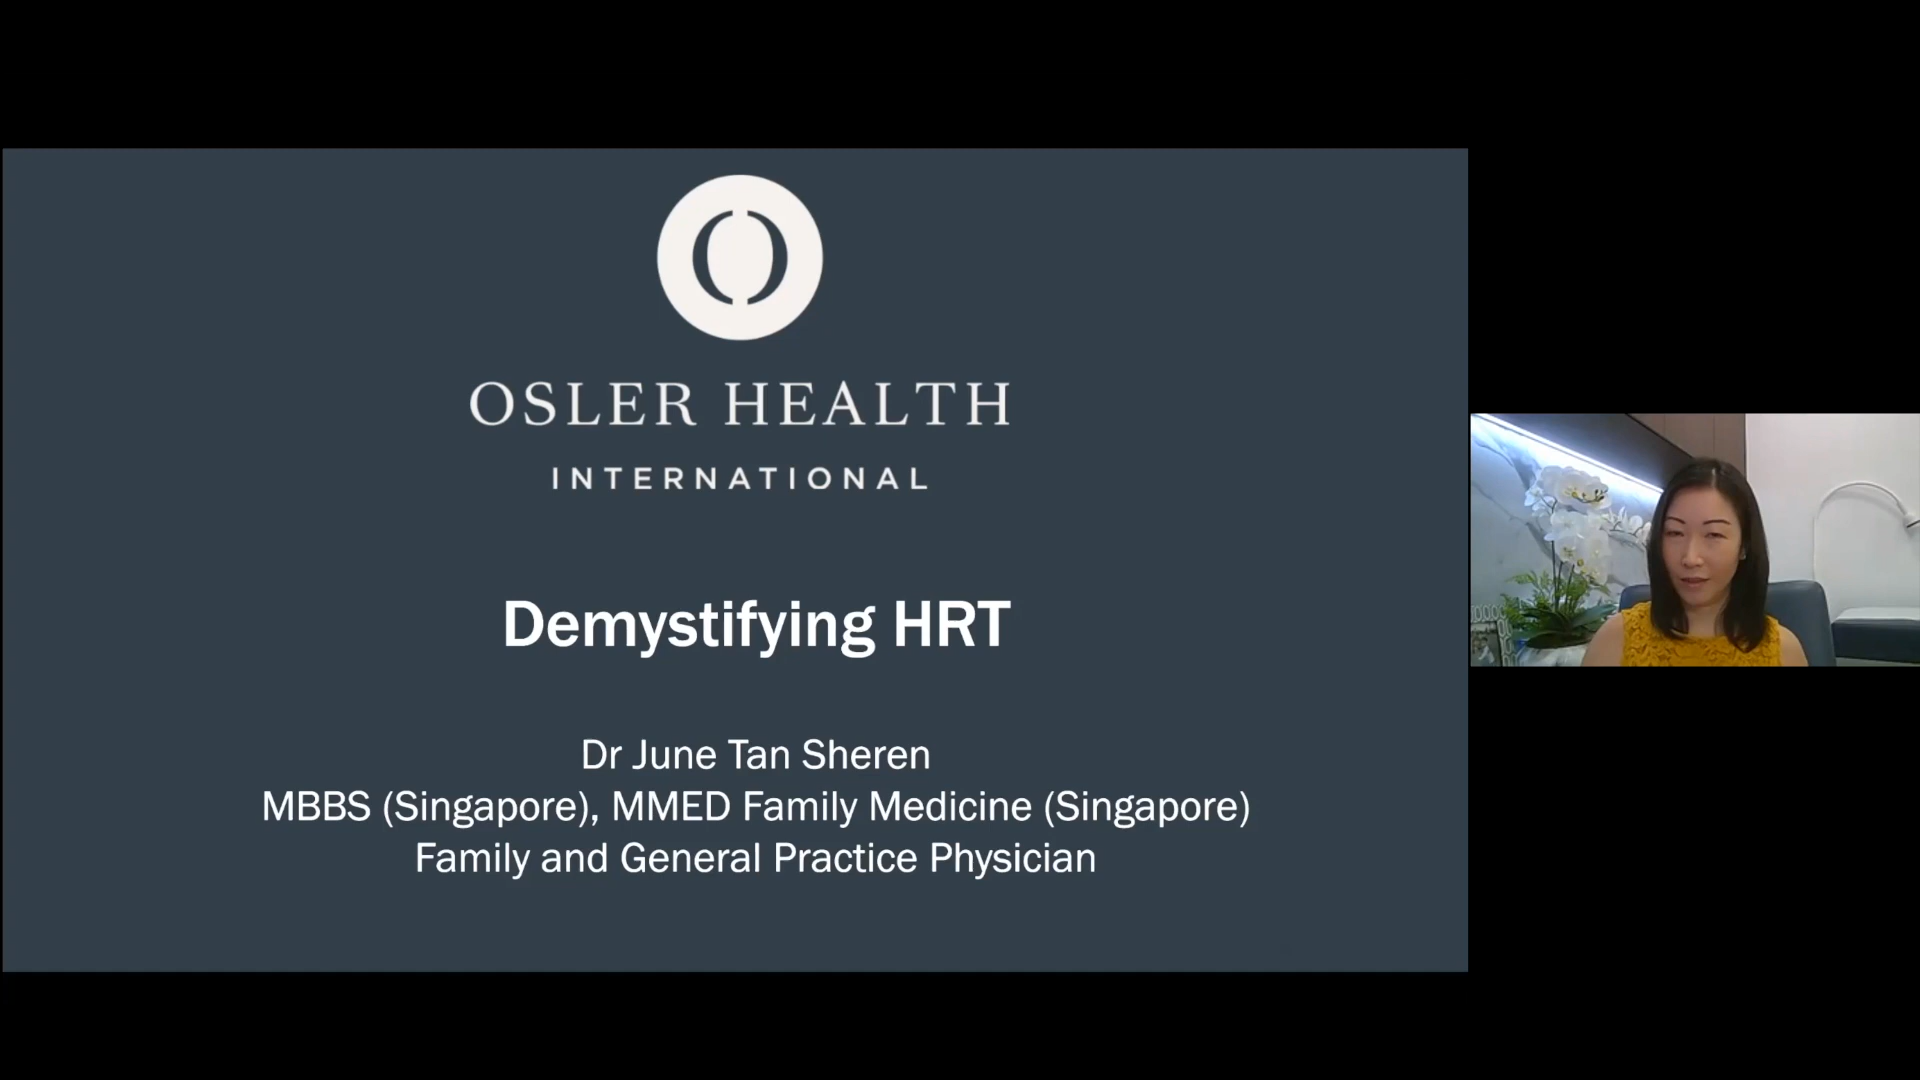 OSLER HEALTH
INTERNATIONAL
Demystifying HRT
Dr June Tan Sheren
MBBS (Singapore), MMED Family Medicine (Singapore)
Family and General Practice Physician